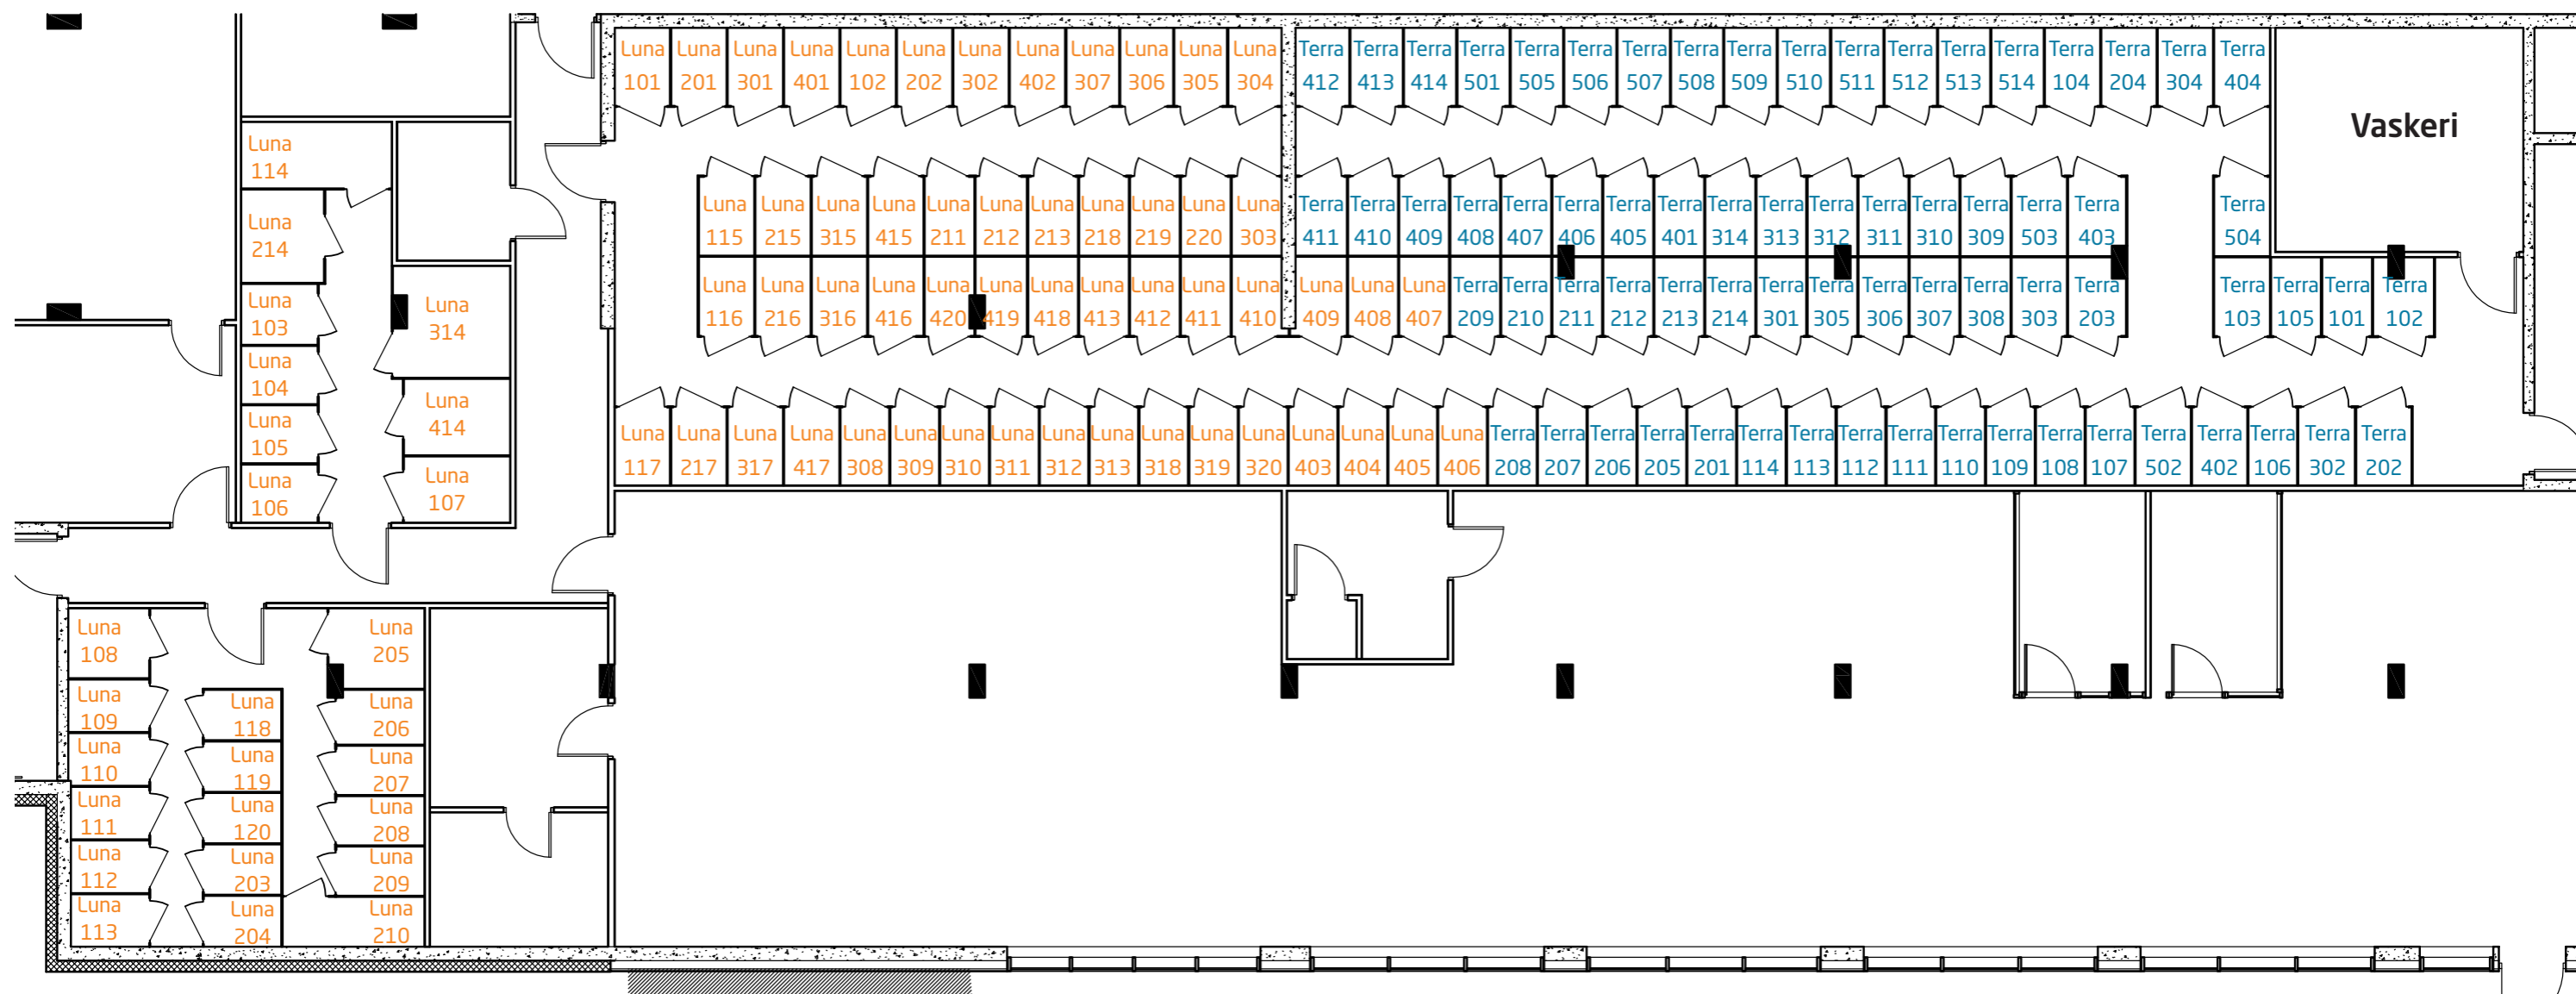 Luna Luna Luna Luna Luna Luna Luna Luna Luna Luna Luna Luna Terra Terra Terra Terra Terra Terra Terra Terra Terra Terra Terra Terra Terra Terra Terra Terra Terra Terra
101 201 301 401 102 202 302 402 307 306 305 304 412 413 414 501 505 506 507 508 509 510 511 512 513 514 104 204 304 404
Vaskeri
Luna Luna Luna Luna Luna Luna Luna Luna Luna Luna Luna Terra Terra Terra Terra Terra Terra Terra Terra Terra Terra Terra Terra Terra Terra Terra Terra Terra
115 215 315 415 211 212 213 218 219 220 303 411 410 409 408 407 406 405 401 314 313 312 311 310 309 503 403 504
Luna Luna Luna Luna Luna Luna Luna Luna Luna Luna Luna Luna Luna Luna Terra Terra Terra Terra Terra Terra Terra Terra Terra Terra Terra Terra Terra Terra Terra Terra Terra
116 216 316 416 420 419 418 413 412 411 410 409 408 407 209 210 211 212 213 214 301 305 306 307 308 303 203 103 105 101 102
Luna Luna Luna Luna Luna Luna Luna Luna Luna Luna Luna Luna Luna Luna Luna Luna Luna Terra Terra Terra Terra Terra Terra Terra Terra Terra Terra Terra Terra Terra Terra Terra Terra Terra Terra
117 217 317 417 308 309 310 311 312 313 318 319 320 403 404 405 406 208 207 206 205 201 114 113 112 111 110 109 108 107 502 402 106 302 202
Luna
114
Luna
214
Luna
103
Luna
104
Luna
105
Luna
106
Luna
314
Luna
414
Luna
107
Luna
108
Luna
109
Luna
110
Luna
111
Luna
112
Luna
113
Luna
118
Luna
119
Luna
120
Luna
203
Luna
204
Luna
205
Luna
206
Luna
207
Luna
208
Luna
209
Luna
210